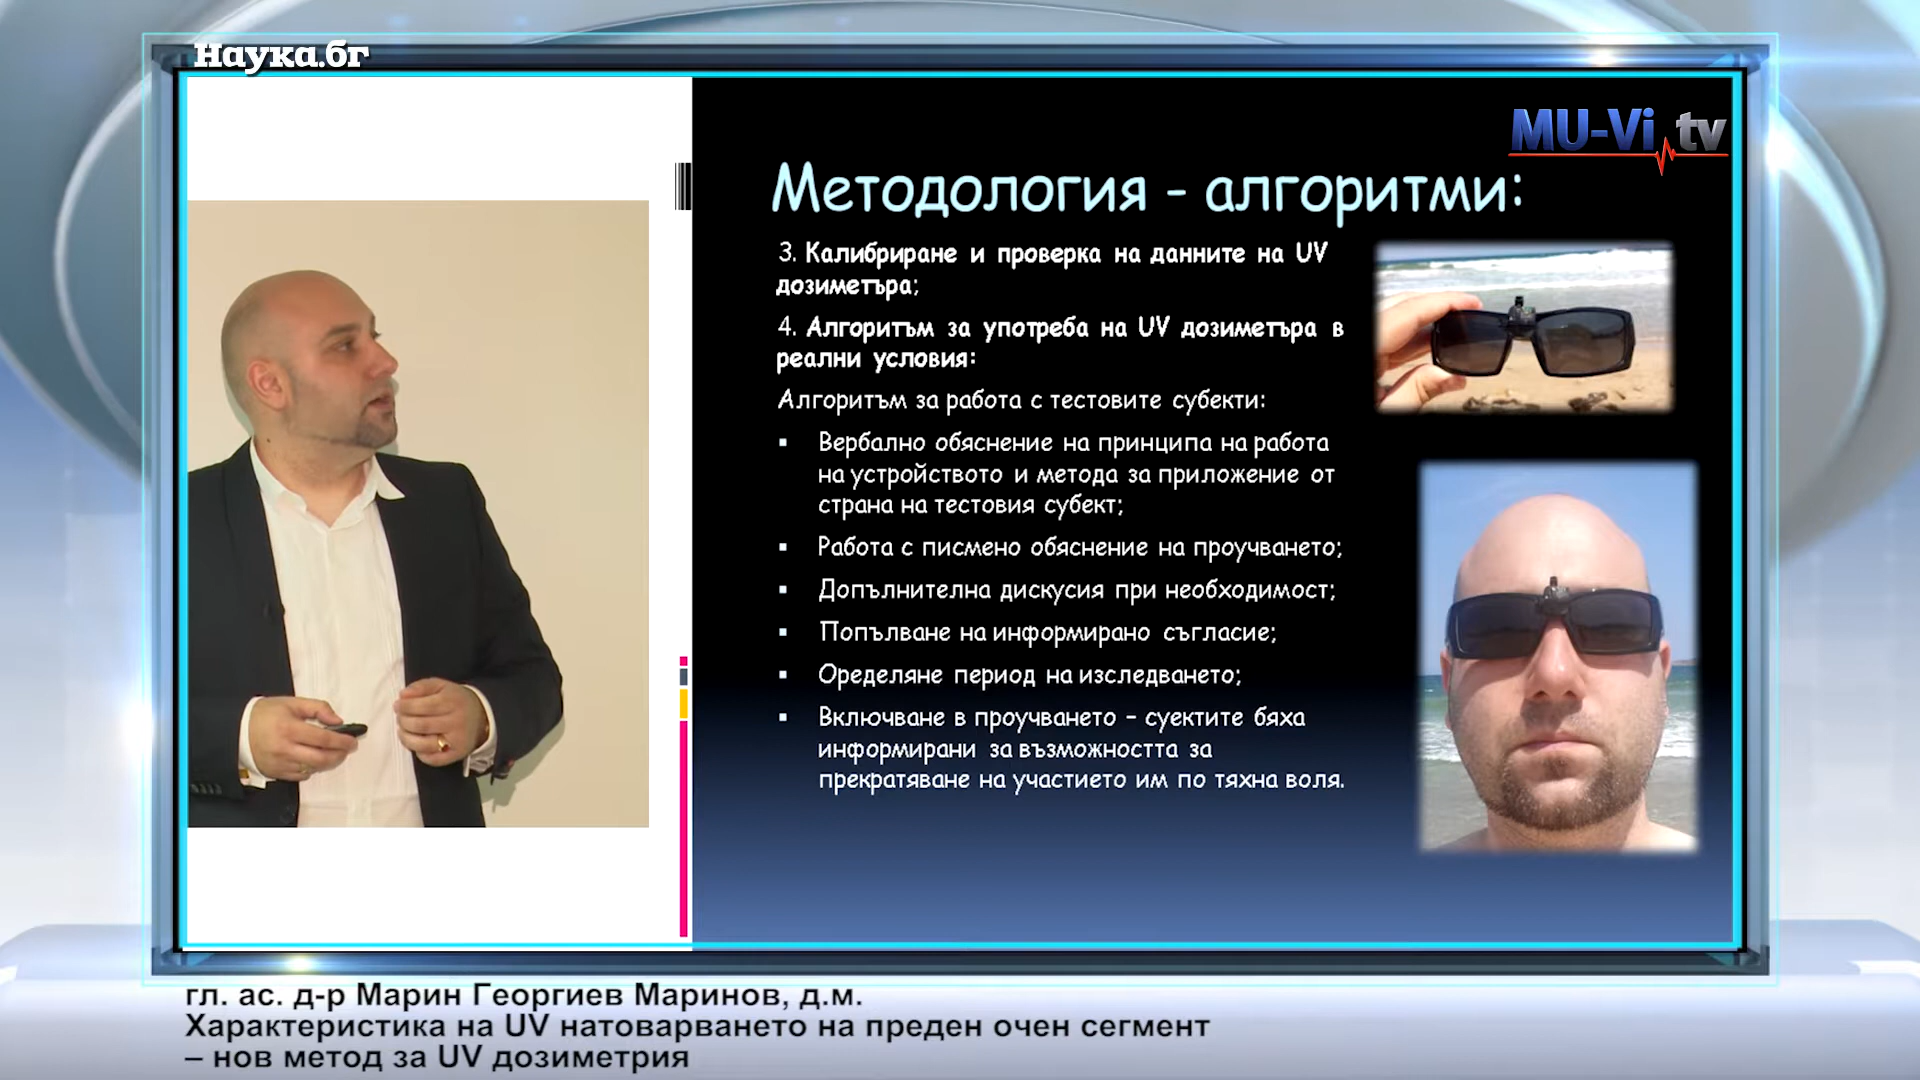 Наука.бг
MU-Vi.tv
Методология - алгоритми:
3. Калибриране и проверка на данните на UV
дозиметъра;
4. Алгоритъм за употреба на UV дозиметъра в
реални условия:
Алгоритъм за работа с тестовите субекти:
▪ Вербално обяснение на принципа на работа
на устройството и метода за приложение от
страна на тестовия субект;
▪ Работа с писмено обяснение на проучването;
▪ Допълнителна дискусия при необходимост;
▪ Попълване на информирано съгласие;
▪ Оределяне период на изследването;
▪ Включване в проучването – суектите бяха
информирани за възможността за
прекратяване на участието им по тяхна воля.
гл. ас. д-р Марин Георгиев Маринов, д.м.
Характеристика на UV натоварването на преден очен сегмент
– нов метод за UV дозиметрия